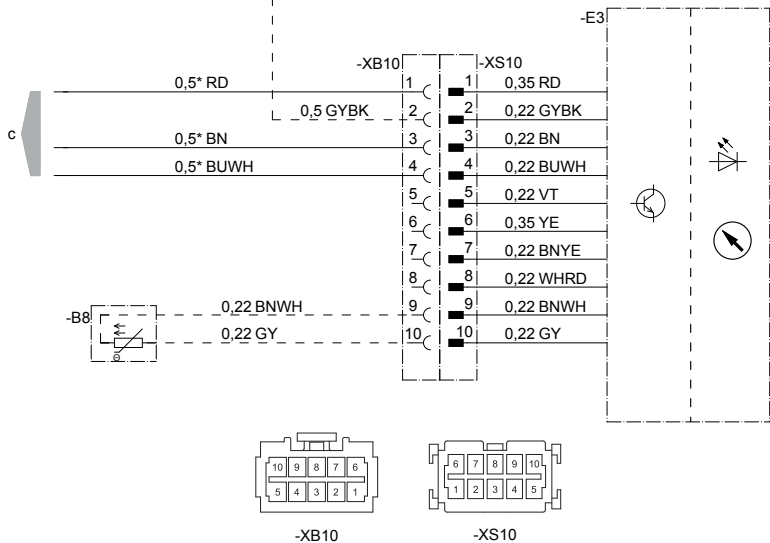 -E3
-XB10 -XS10
0,5* RD 1 1 0,35 RD
0,5 GYBK 2 2 0,22 GYBK
0,5* BN 3 3 0,22 BN
c
0,5* BUWH 4 4 0,22 BUWH
5 5 0,22 VT
6 6 0,35 YE
7 7 0,22 BNYE
8 8 0,22 WHRD
-B8 0,22 BNWH 9 9 0,22 BNWH
0,22 GY 10 10 0,22 GY
Θ
10 9 8 7 6 6 7 8 9 10
5 4 3 2 1 1 2 3 4 5
-XB10 -XS10